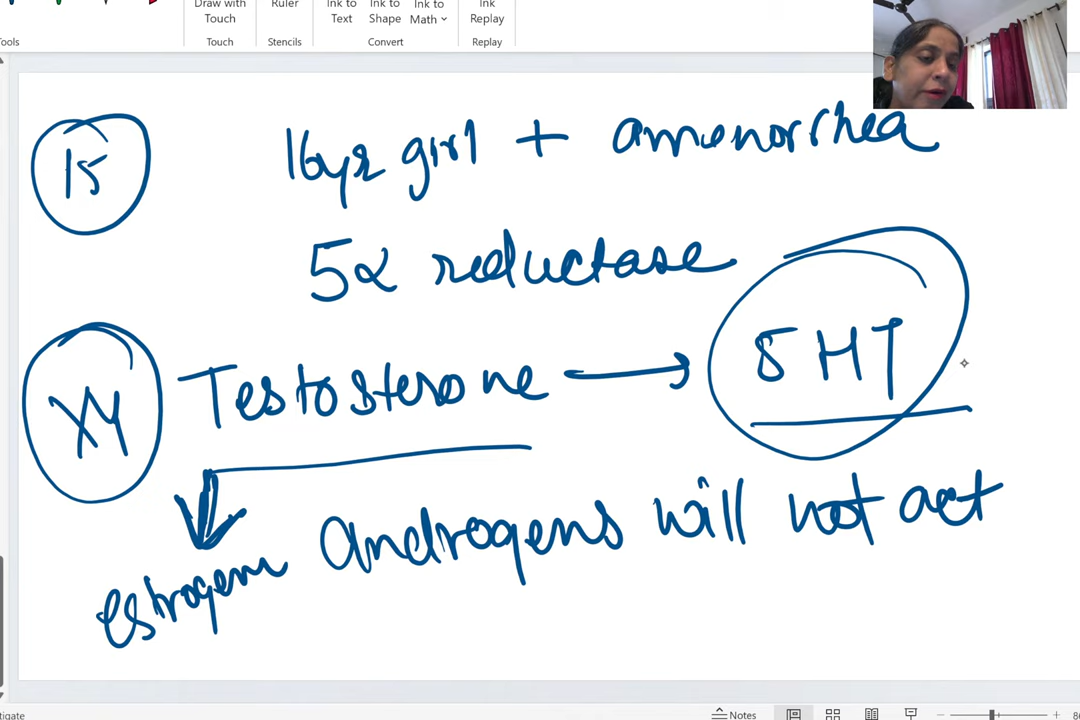 Draw with
Touch
Ruler
Ink to
Text
Ink to
Shape
Ink to
Math
Ink
Replay
Touch
Stencils
Convert
Replay
15
16yr girl + amenorrhea
5α reductase
XY
Testosterone → 5HT
estrogen
Androgens will not act
Notes